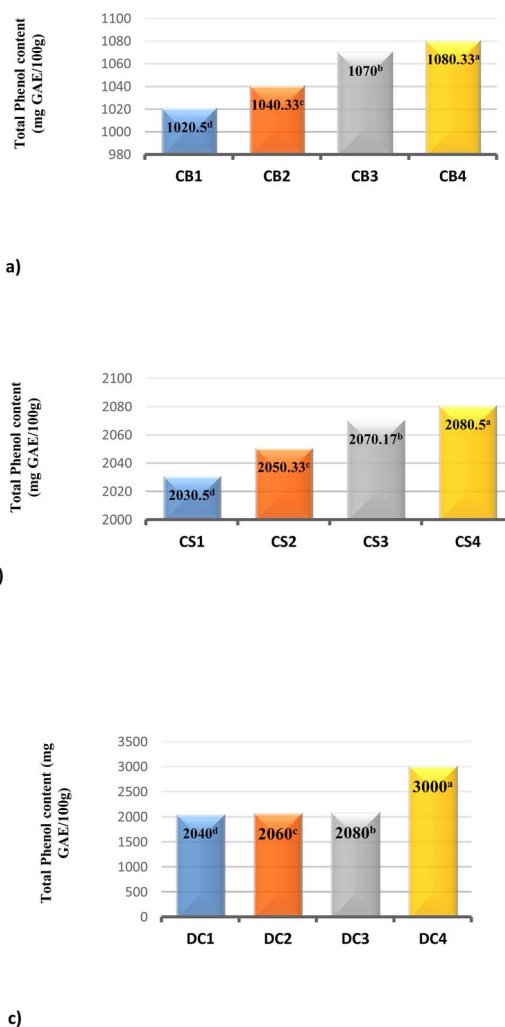 Total Phenol content
(mg GAE/100g)
1100
1080
1060
1040
1020
1000
980
1020.5ᵈ
1040.33ᶜ
1070ᵇ
1080.33ᵃ
CB1 CB2 CB3 CB4
a)
Total Phenol content
(mg GAE/100g)
2100
2080
2060
2040
2020
2000
2030.5ᵈ
2050.33ᶜ
2070.17ᵇ
2080.5ᵃ
CS1 CS2 CS3 CS4
)
Total Phenol content (mg
GAE/100g)
3500
3000
2500
2000
1500
1000
500
0
2040ᵈ
2060ᶜ
2080ᵇ
3000ᵃ
DC1 DC2 DC3 DC4
c)